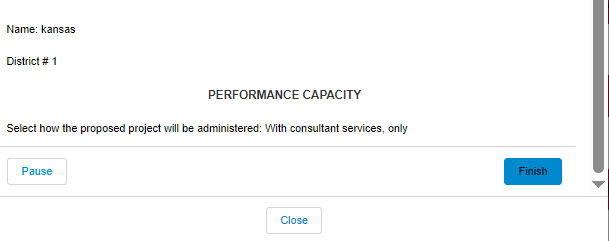 Name: kansas
District # 1
PERFORMANCE CAPACITY
Select how the proposed project will be administered: With consultant services, only
Pause
Finish
Close